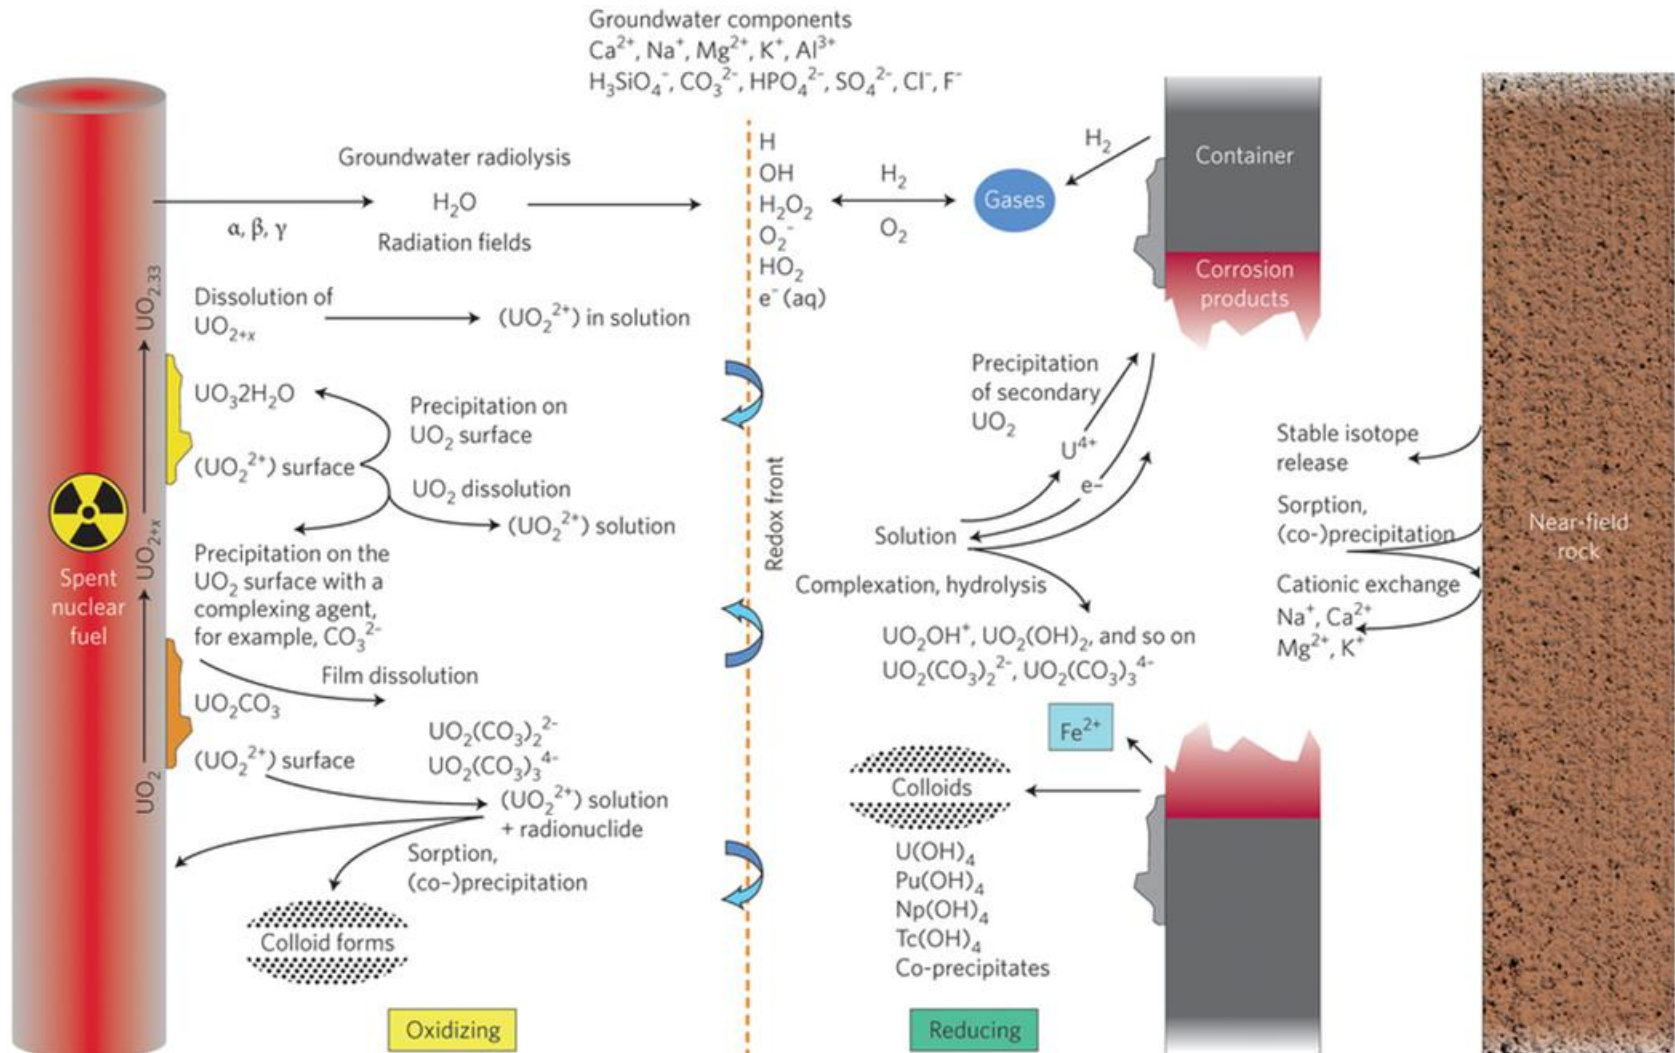 Groundwater components
Ca²⁺, Na⁺, Mg²⁺, K⁺, Al³⁺
H₃SiO₄⁻, CO₃²⁻, HPO₄²⁻, SO₄²⁻, Cl⁻, F⁻
Groundwater radiolysis
H₂O
α, β, γ
Radiation fields
H
OH
H₂O₂
O₂⁻
HO₂
e⁻ (aq)
H₂
O₂
Gases
H₂
Container
Corrosion
products
UO₂.₃₃
UO₂₊ₓ
UO₂
Spent
nuclear
fuel
Dissolution of
UO₂₊ₓ
(UO₂²⁺) in solution
UO₃2H₂O
Precipitation on
UO₂ surface
(UO₂²⁺) surface
UO₂ dissolution
(UO₂²⁺) solution
Precipitation on the
UO₂ surface with a
complexing agent,
for example, CO₃²⁻
Film dissolution
UO₂CO₃
UO₂(CO₃)₂²⁻
UO₂(CO₃)₃⁴⁻
(UO₂²⁺) surface
(UO₂²⁺) solution
+ radionuclide
Sorption,
(co-)precipitation
Colloid forms
Oxidizing
Redox front
Precipitation
of secondary
UO₂
U⁴⁺
e–
Solution
Complexation, hydrolysis
UO₂OH⁺, UO₂(OH)₂, and so on
UO₂(CO₃)₂²⁻, UO₂(CO₃)₃⁴⁻
Fe²⁺
Colloids
U(OH)₄
Pu(OH)₄
Np(OH)₄
Tc(OH)₄
Co-precipitates
Reducing
Stable isotope
release
Sorption,
(co-)precipitation
Cationic exchange
Na⁺, Ca²⁺
Mg²⁺, K⁺
Near-field
rock